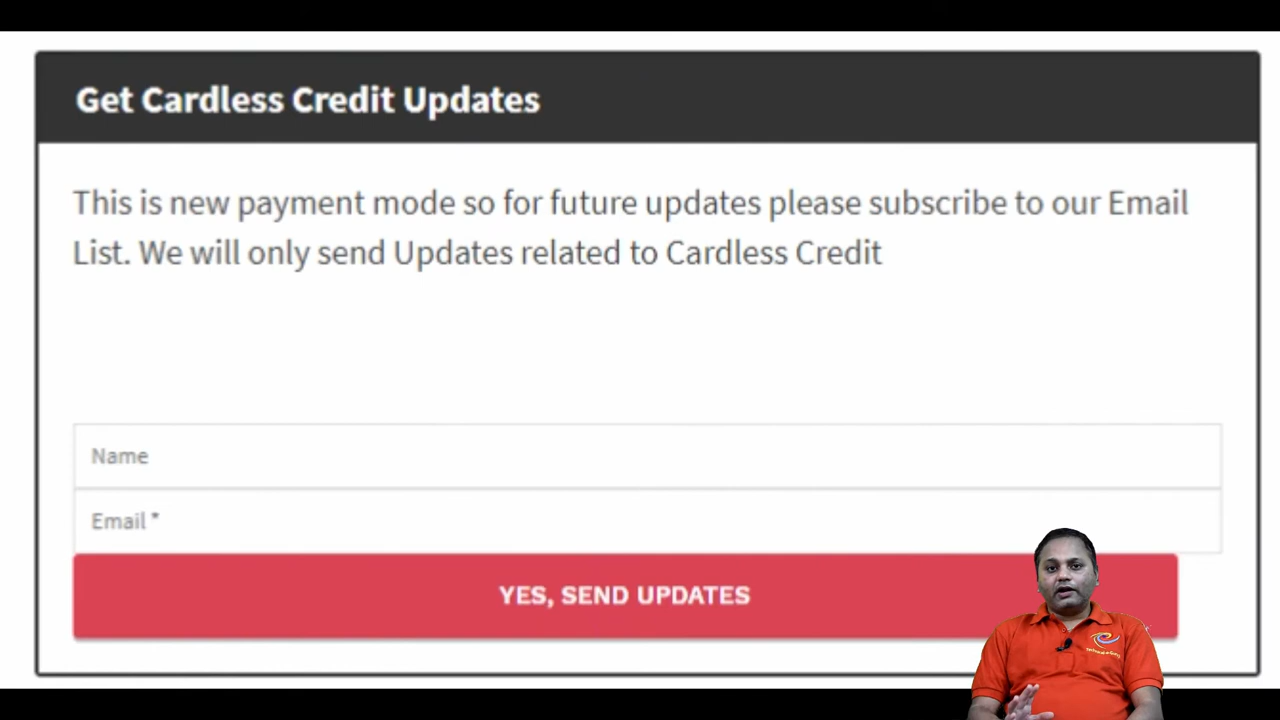 Get Cardless Credit Updates
This is new payment mode so for future updates please subscribe to our Email
List. We will only send Updates related to Cardless Credit
Name
Email *
YES, SEND UPDATES